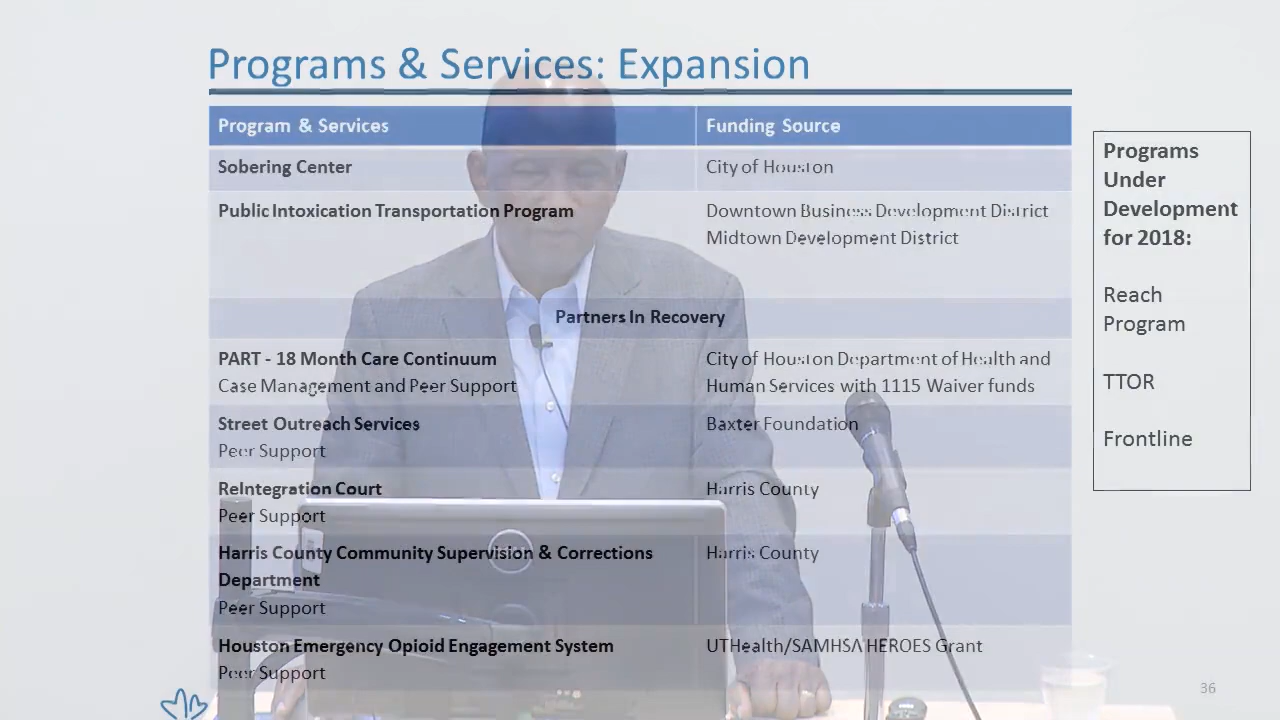 Programs & Services: Expansion
Program & Services
Funding Source
Sobering Center
City of Houston
Public Intoxication Transportation Program
Downtown Business Development District
Midtown Development District
Partners In Recovery
PART - 18 Month Care Continuum
Case Management and Peer Support
City of Houston Department of Health and
Human Services with 1115 Waiver funds
Street Outreach Services
Peer Support
Baxter Foundation
ReIntegration Court
Peer Support
Harris County
Harris County Community Supervision & Corrections
Department
Peer Support
Harris County
Houston Emergency Opioid Engagement System
Peer Support
UTHealth/SAMHSA HEROES Grant
Programs
Under
Development
for 2018:
Reach
Program
TTOR
Frontline
36